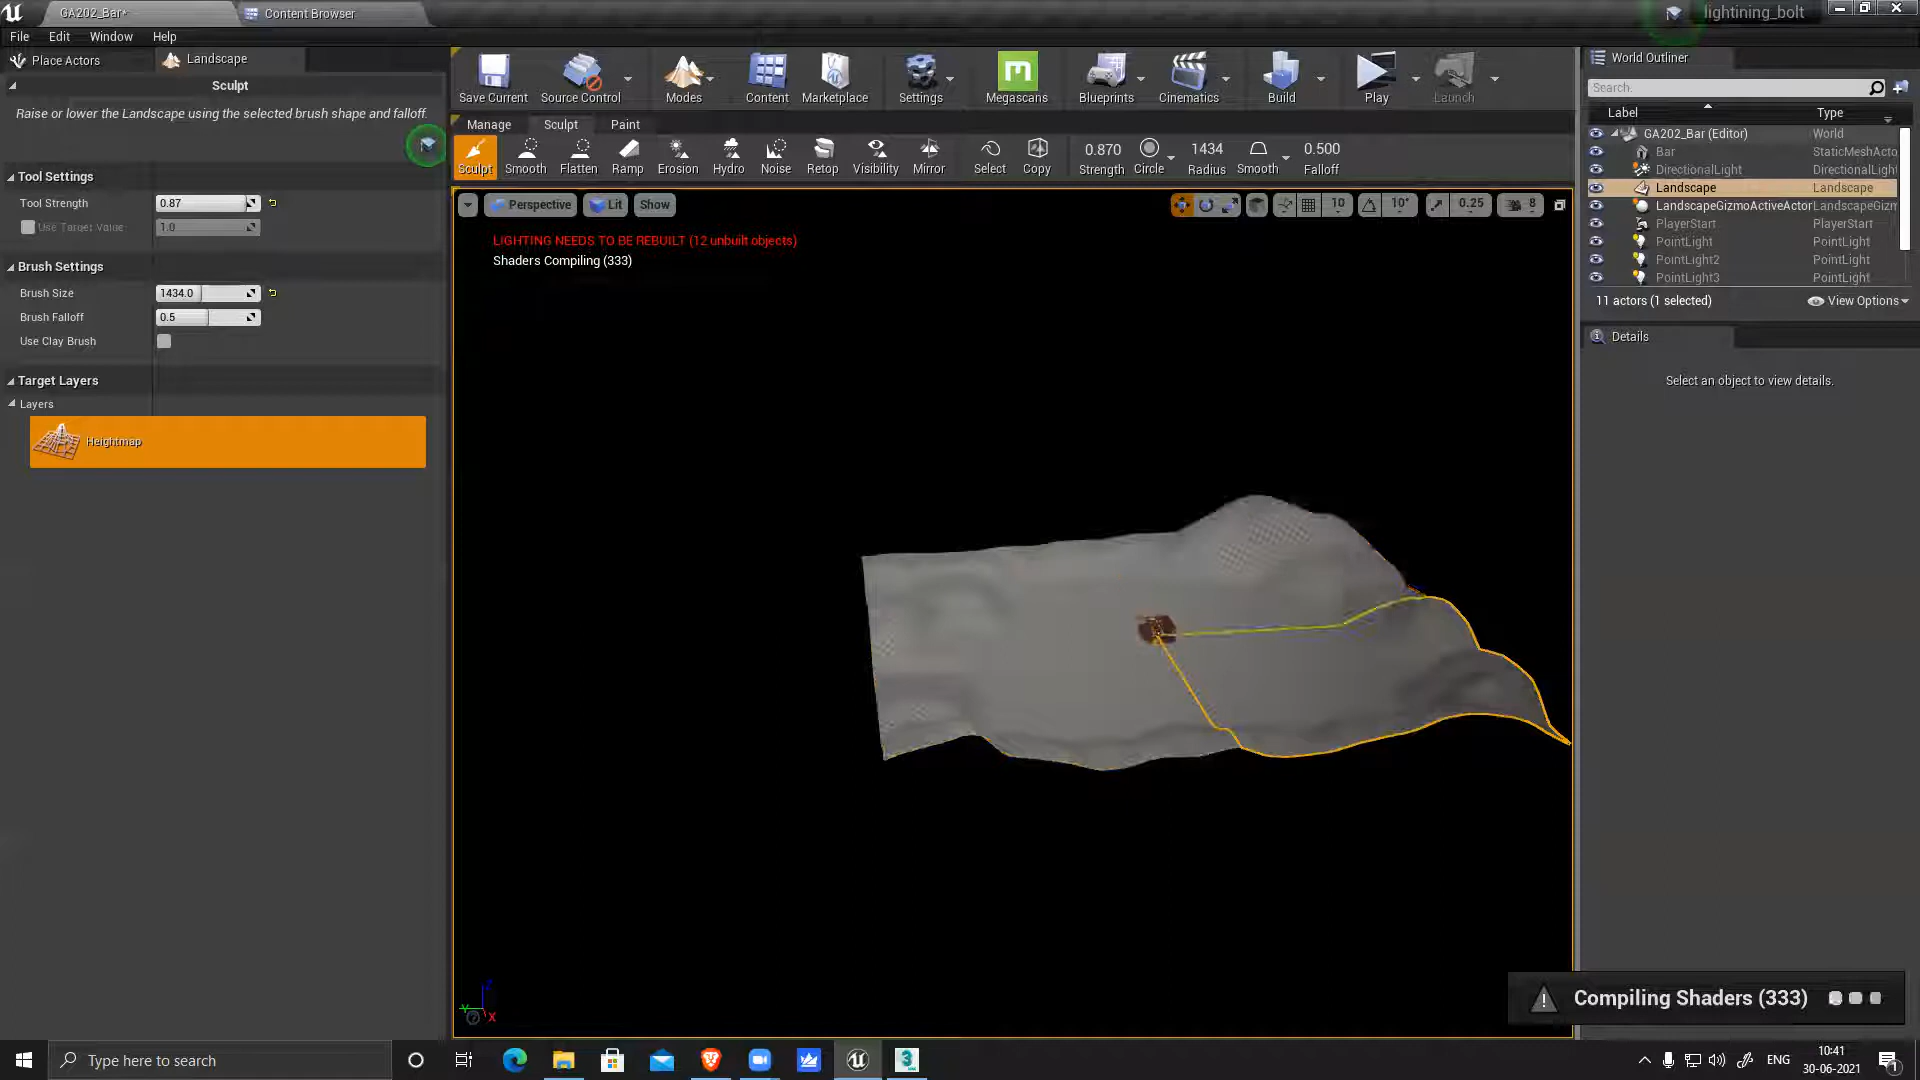 GA202_Bar*
Content Browser
lightining_bolt
File Edit Window Help
Place Actors
Landscape
Sculpt
Raise or lower the Landscape using the selected brush shape and falloff.
Tool Settings
Tool Strength 0.87
Use Target Value 1.0
Brush Settings
Brush Size 1434.0
Brush Falloff 0.5
Use Clay Brush
Target Layers
Layers
Heightmap
Save Current Source Control Modes Content Marketplace Settings Megascans Blueprints Cinematics Build Play Launch
Manage Sculpt Paint
Sculpt Smooth Flatten Ramp Erosion Hydro Noise Retop Visibility Mirror Select Copy
0.870 1434 0.500
Strength Circle Radius Smooth Falloff
Perspective Lit Show
10 10° 0.25 8
LIGHTING NEEDS TO BE REBUILT (12 unbuilt objects)
Shaders Compiling (333)
X
World Outliner
Search.
Label Type
GA202_Bar (Editor) World
Bar StaticMeshActo
DirectionalLight DirectionalLight
Landscape Landscape
LandscapeGizmoActiveActor LandscapeGizm
PlayerStart PlayerStart
PointLight PointLight
PointLight2 PointLight
PointLight3 PointLight
11 actors (1 selected)
View Options
Details
Select an object to view details.
Compiling Shaders (333)
Type here to search
ENG
10:41
30-06-2021
1